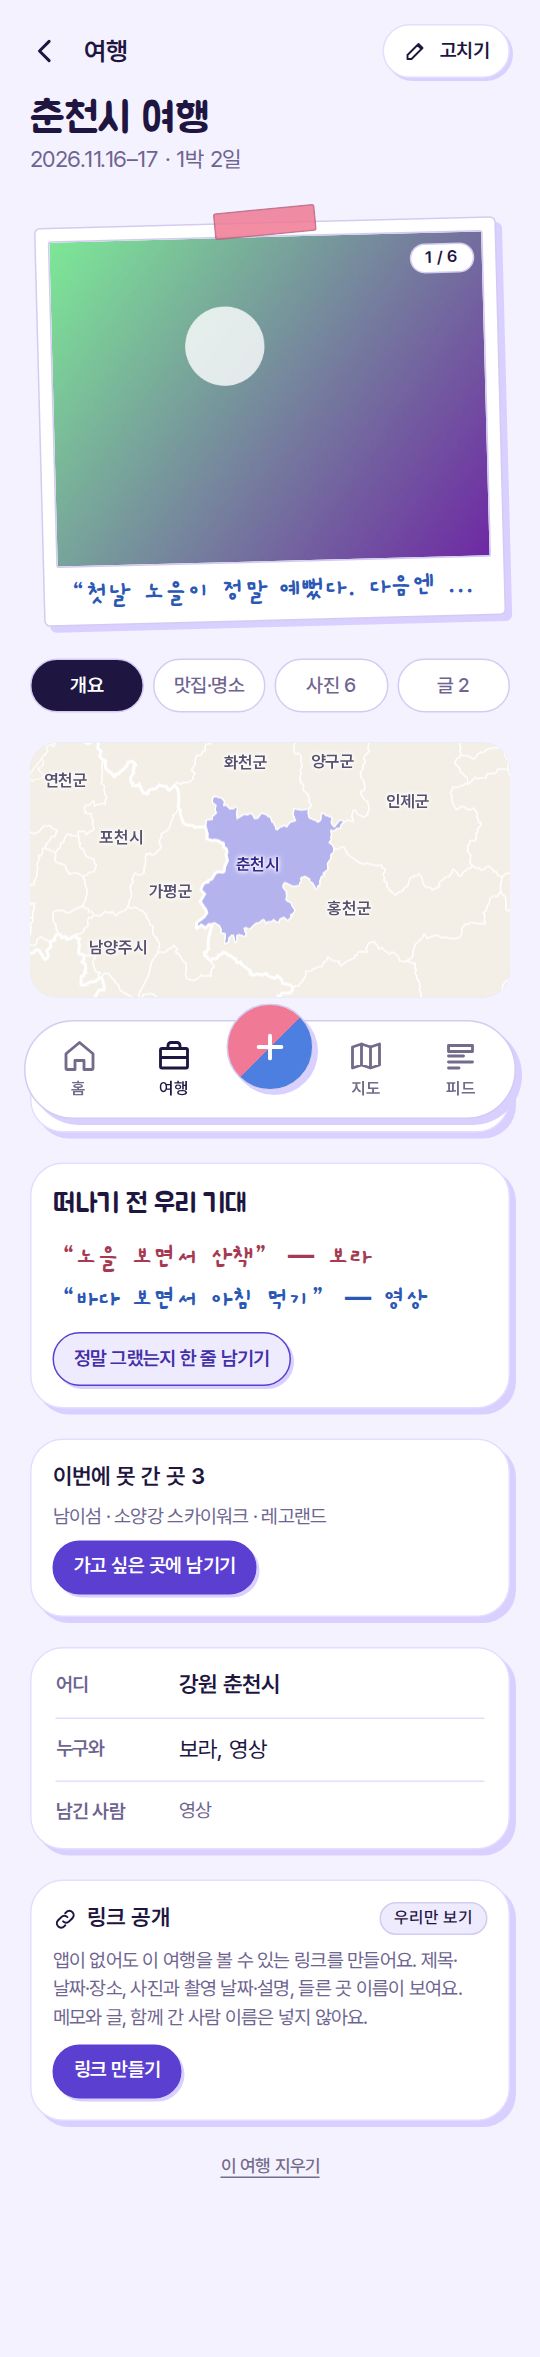 여행
고치기
춘천시 여행
2026.11.16–17 · 1박 2일
1 / 6
“첫날 노을이 정말 예뻤다. 다음엔 …
개요
맛집·명소
사진 6
글 2
화천군
양구군
연천군
인제군
포천시
춘천시
가평군
홍천군
남양주시
홈
여행
지도
피드
떠나기 전 우리 기대
“노을 보면서 산책” — 보라
“바다 보면서 아침 먹기” — 영상
정말 그랬는지 한 줄 남기기
이번에 못 간 곳 3
남이섬 · 소양강 스카이워크 · 레고랜드
가고 싶은 곳에 남기기
어디 강원 춘천시
누구와 보라, 영상
남긴 사람 영상
링크 공개
우리만 보기
앱이 없어도 이 여행을 볼 수 있는 링크를 만들어요. 제목·
날짜·장소, 사진과 촬영 날짜·설명, 들른 곳 이름이 보여요.
메모와 글, 함께 간 사람 이름은 넣지 않아요.
링크 만들기
이 여행 지우기